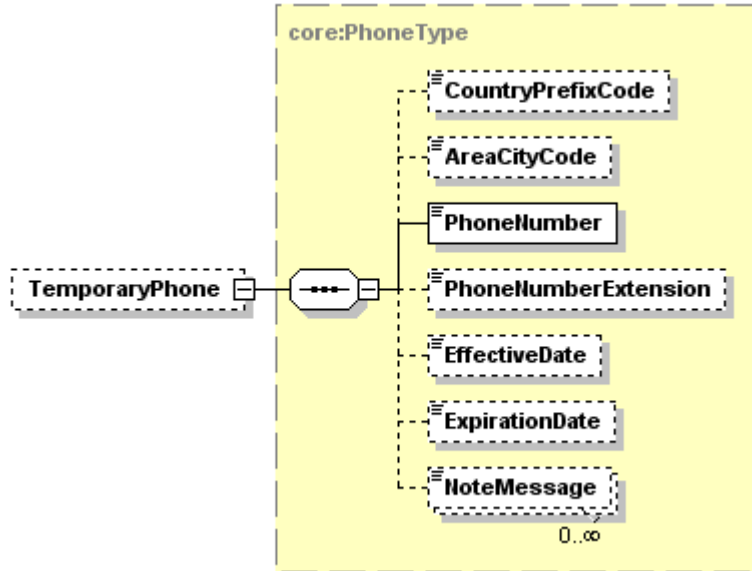 core:PhoneType
CountryPrefixCode
AreaCityCode
PhoneNumber
TemporaryPhone
PhoneNumberExtension
EffectiveDate
ExpirationDate
NoteMessage
0..∞